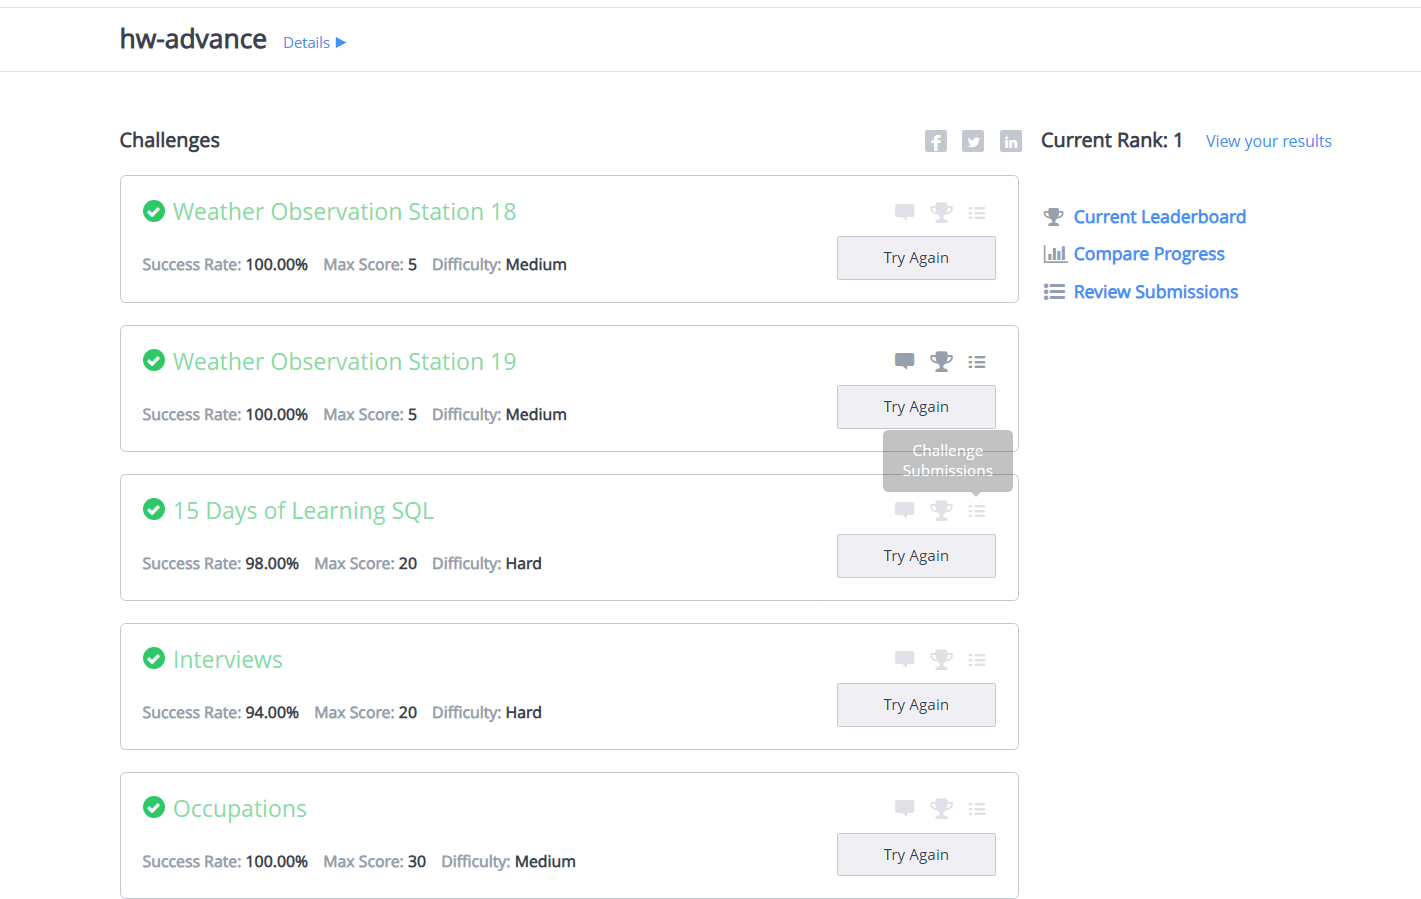 hw-advance Details ▶
Challenges
Current Rank: 1 View your results
Weather Observation Station 18
Success Rate: 100.00% Max Score: 5 Difficulty: Medium
Try Again
Current Leaderboard
Compare Progress
Review Submissions
Weather Observation Station 19
Success Rate: 100.00% Max Score: 5 Difficulty: Medium
Try Again
Challenge
Submissions
15 Days of Learning SQL
Success Rate: 98.00% Max Score: 20 Difficulty: Hard
Try Again
Interviews
Success Rate: 94.00% Max Score: 20 Difficulty: Hard
Try Again
Occupations
Success Rate: 100.00% Max Score: 30 Difficulty: Medium
Try Again